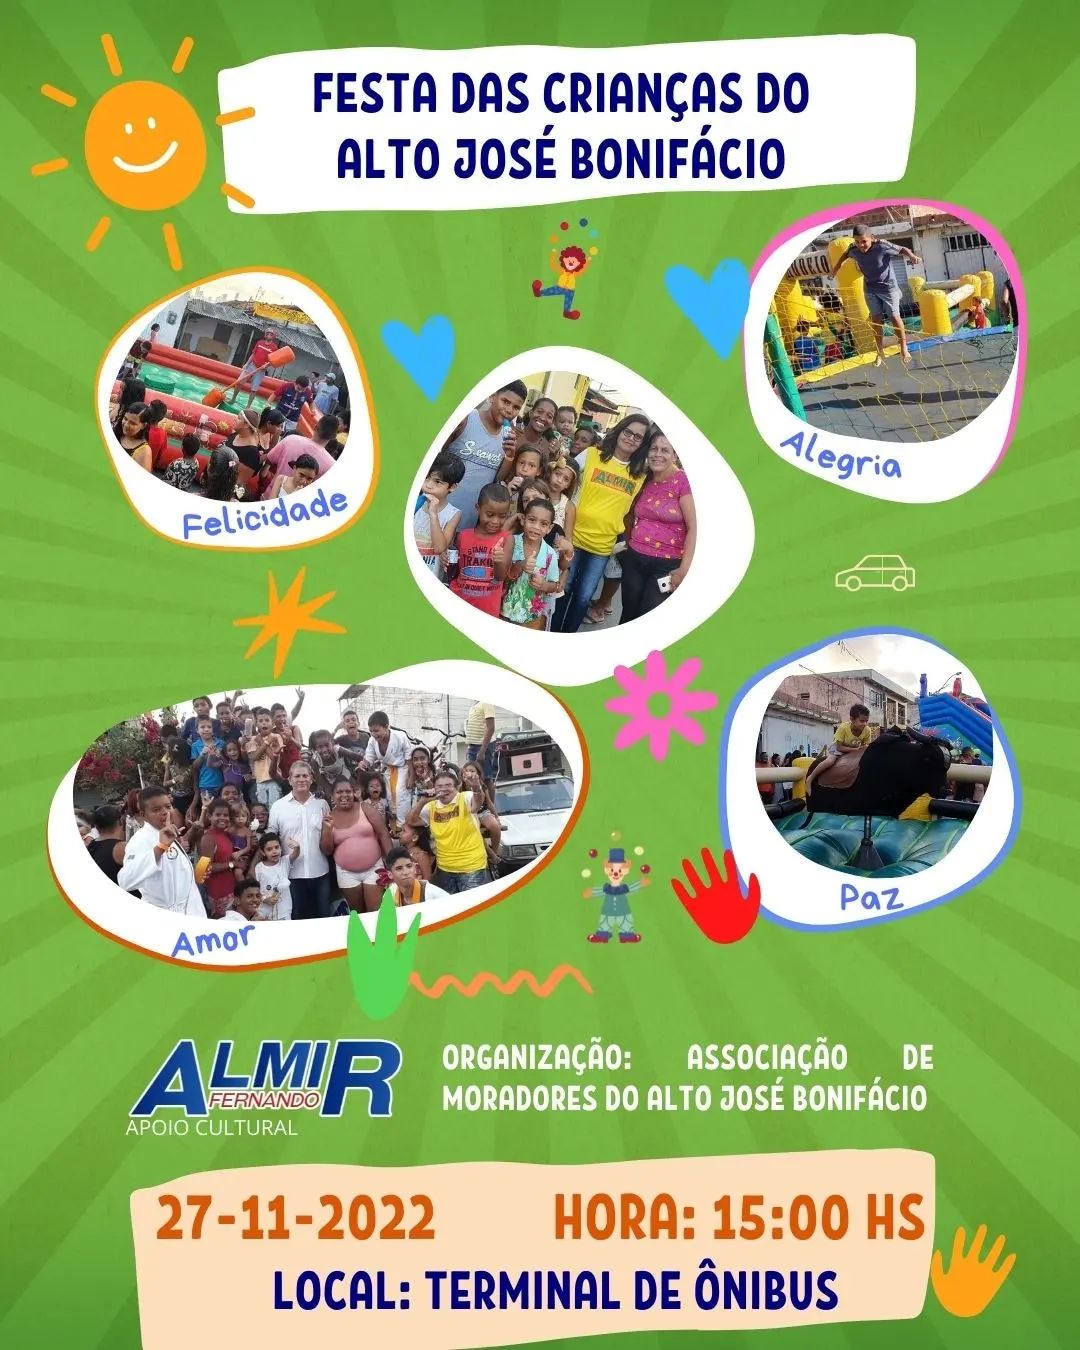 FESTA DAS CRIANÇAS DO
ALTO JOSÉ BONIFÁCIO
Felicidade
Alegria
ALMIR
Amor
Paz
ALMIR
FERNANDO
APOIO CULTURAL
ORGANIZAÇÃO: ASSOCIAÇÃO DE
MORADORES DO ALTO JOSÉ BONIFÁCIO
27-11-2022 HORA: 15:00 HS
LOCAL: TERMINAL DE ÔNIBUS